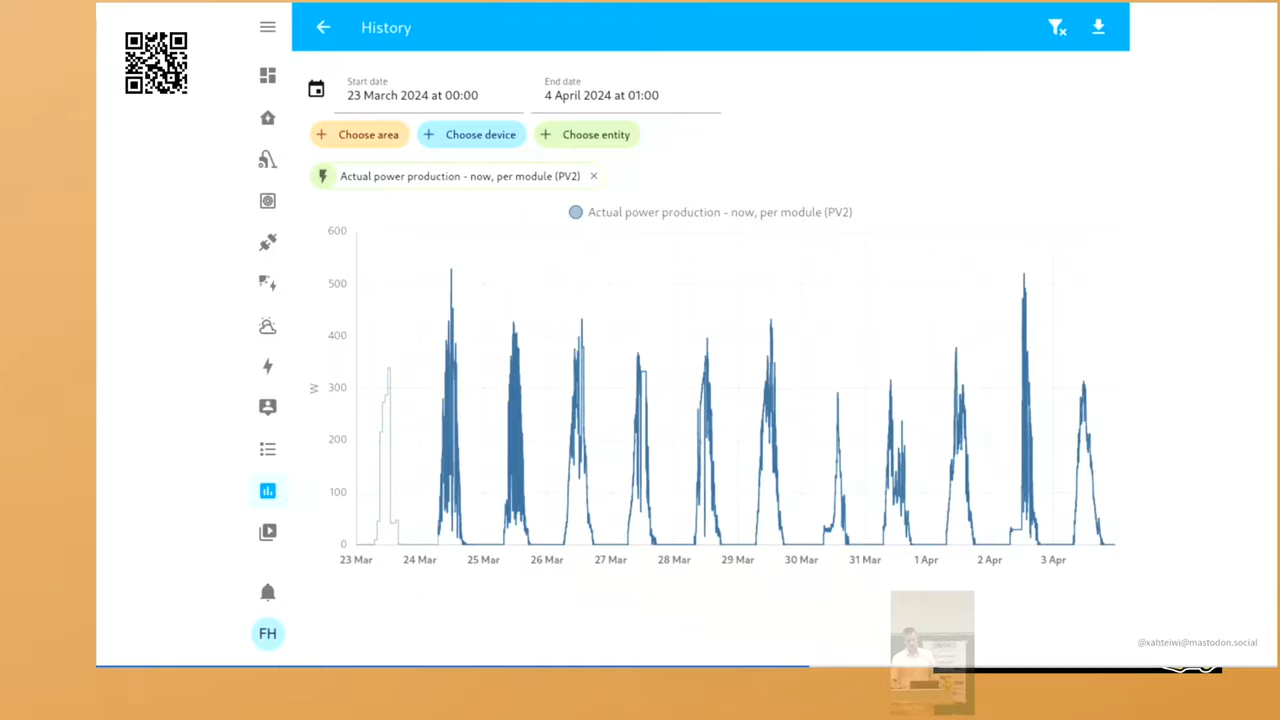 History
Start date
23 March 2024 at 00:00
End date
4 April 2024 at 01:00
Choose area
Choose device
Choose entity
Actual power production - now, per module (PV2)
Actual power production - now, per module (PV2)
600
500
400
300
200
100
0
W
23 Mar
24 Mar
25 Mar
26 Mar
27 Mar
28 Mar
29 Mar
30 Mar
31 Mar
1 Apr
2 Apr
3 Apr
FH
@xahteiwi@mastodon.social